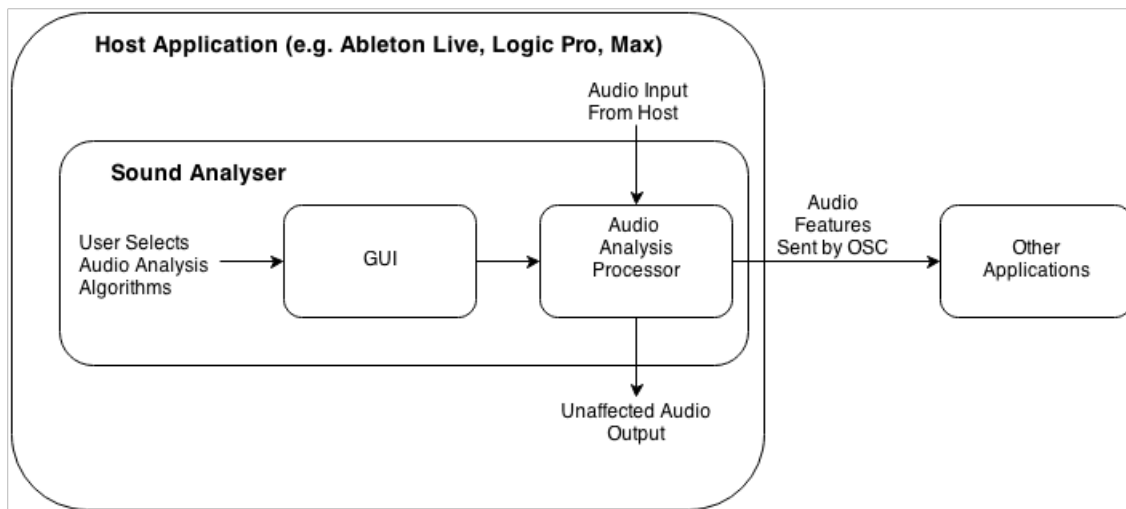 Host Application (e.g. Ableton Live, Logic Pro, Max)
Audio Input
From Host
Sound Analyser
User Selects
Audio Analysis
Algorithms
GUI
Audio
Analysis
Processor
Audio
Features
Sent by OSC
Other
Applications
Unaffected Audio
Output